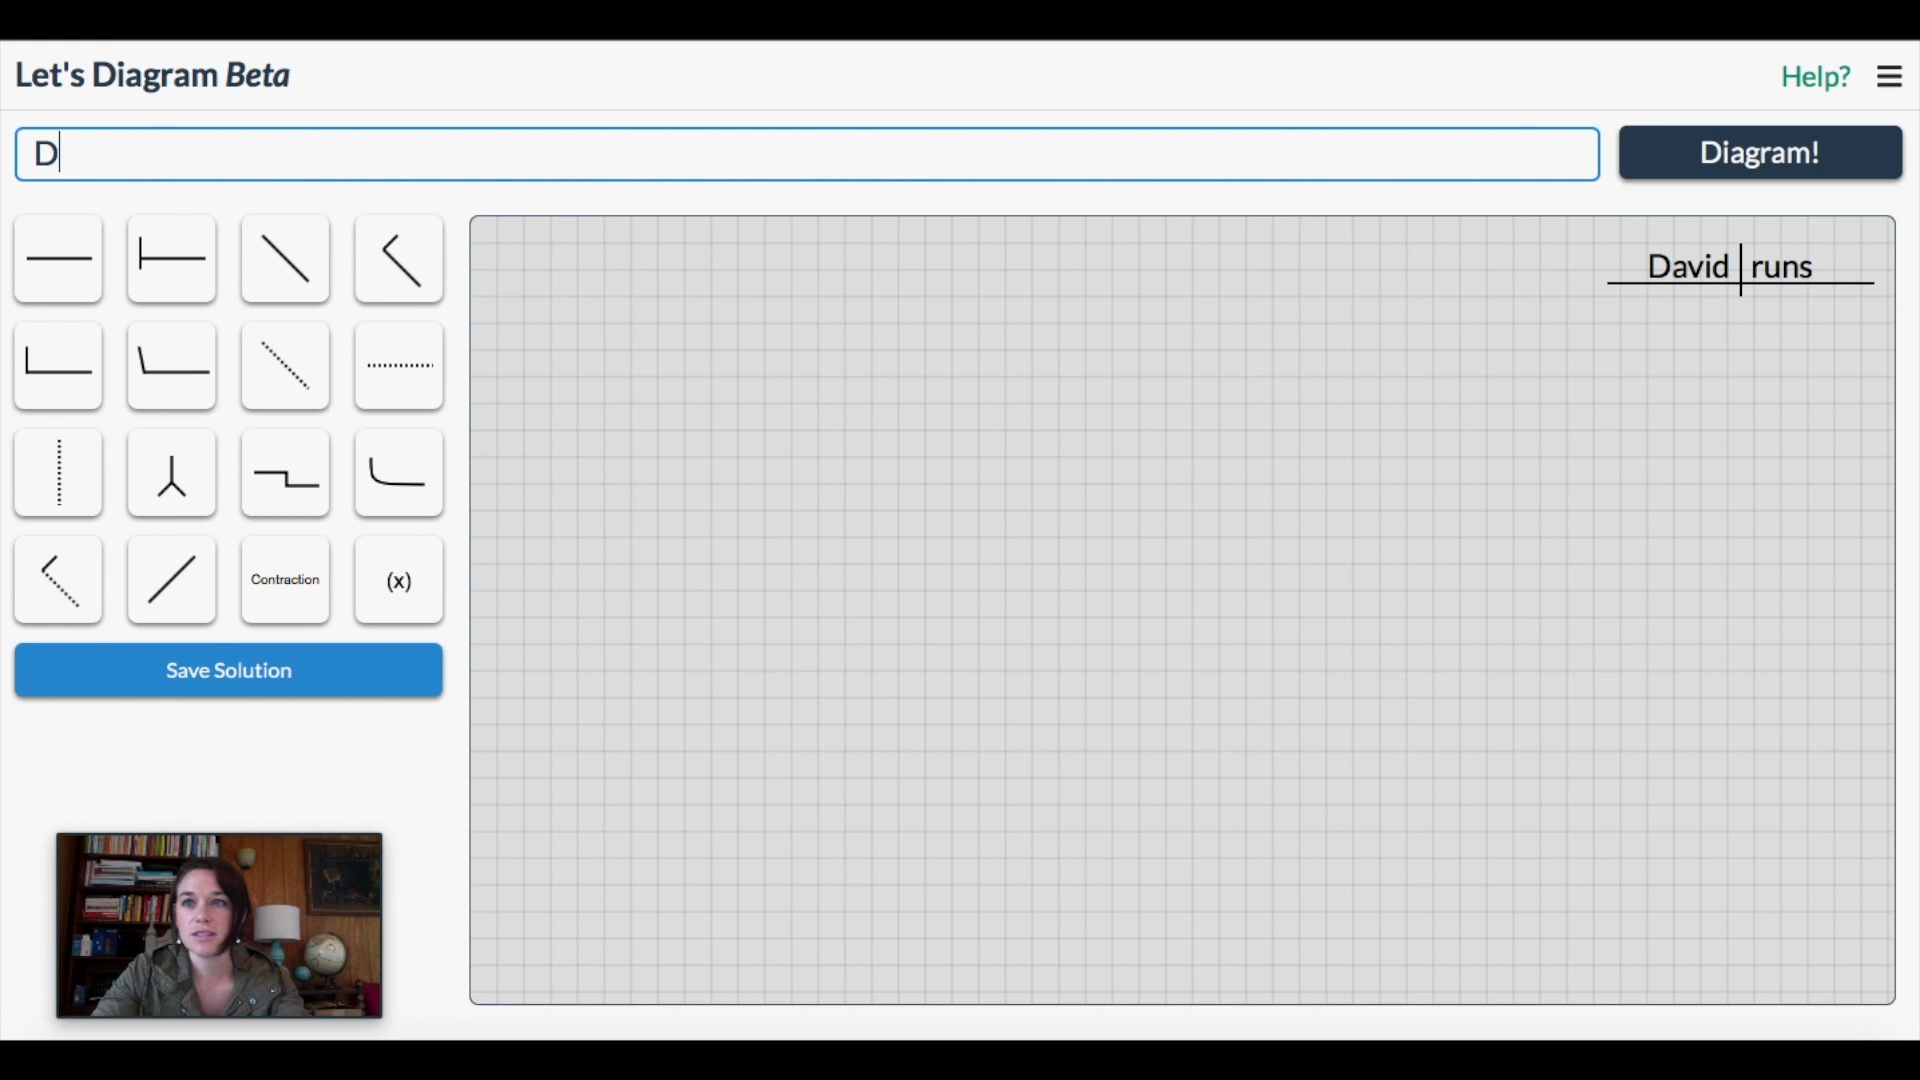 Let's Diagram Beta
Help?
D
Diagram!
David runs
Contraction
(x)
Save Solution